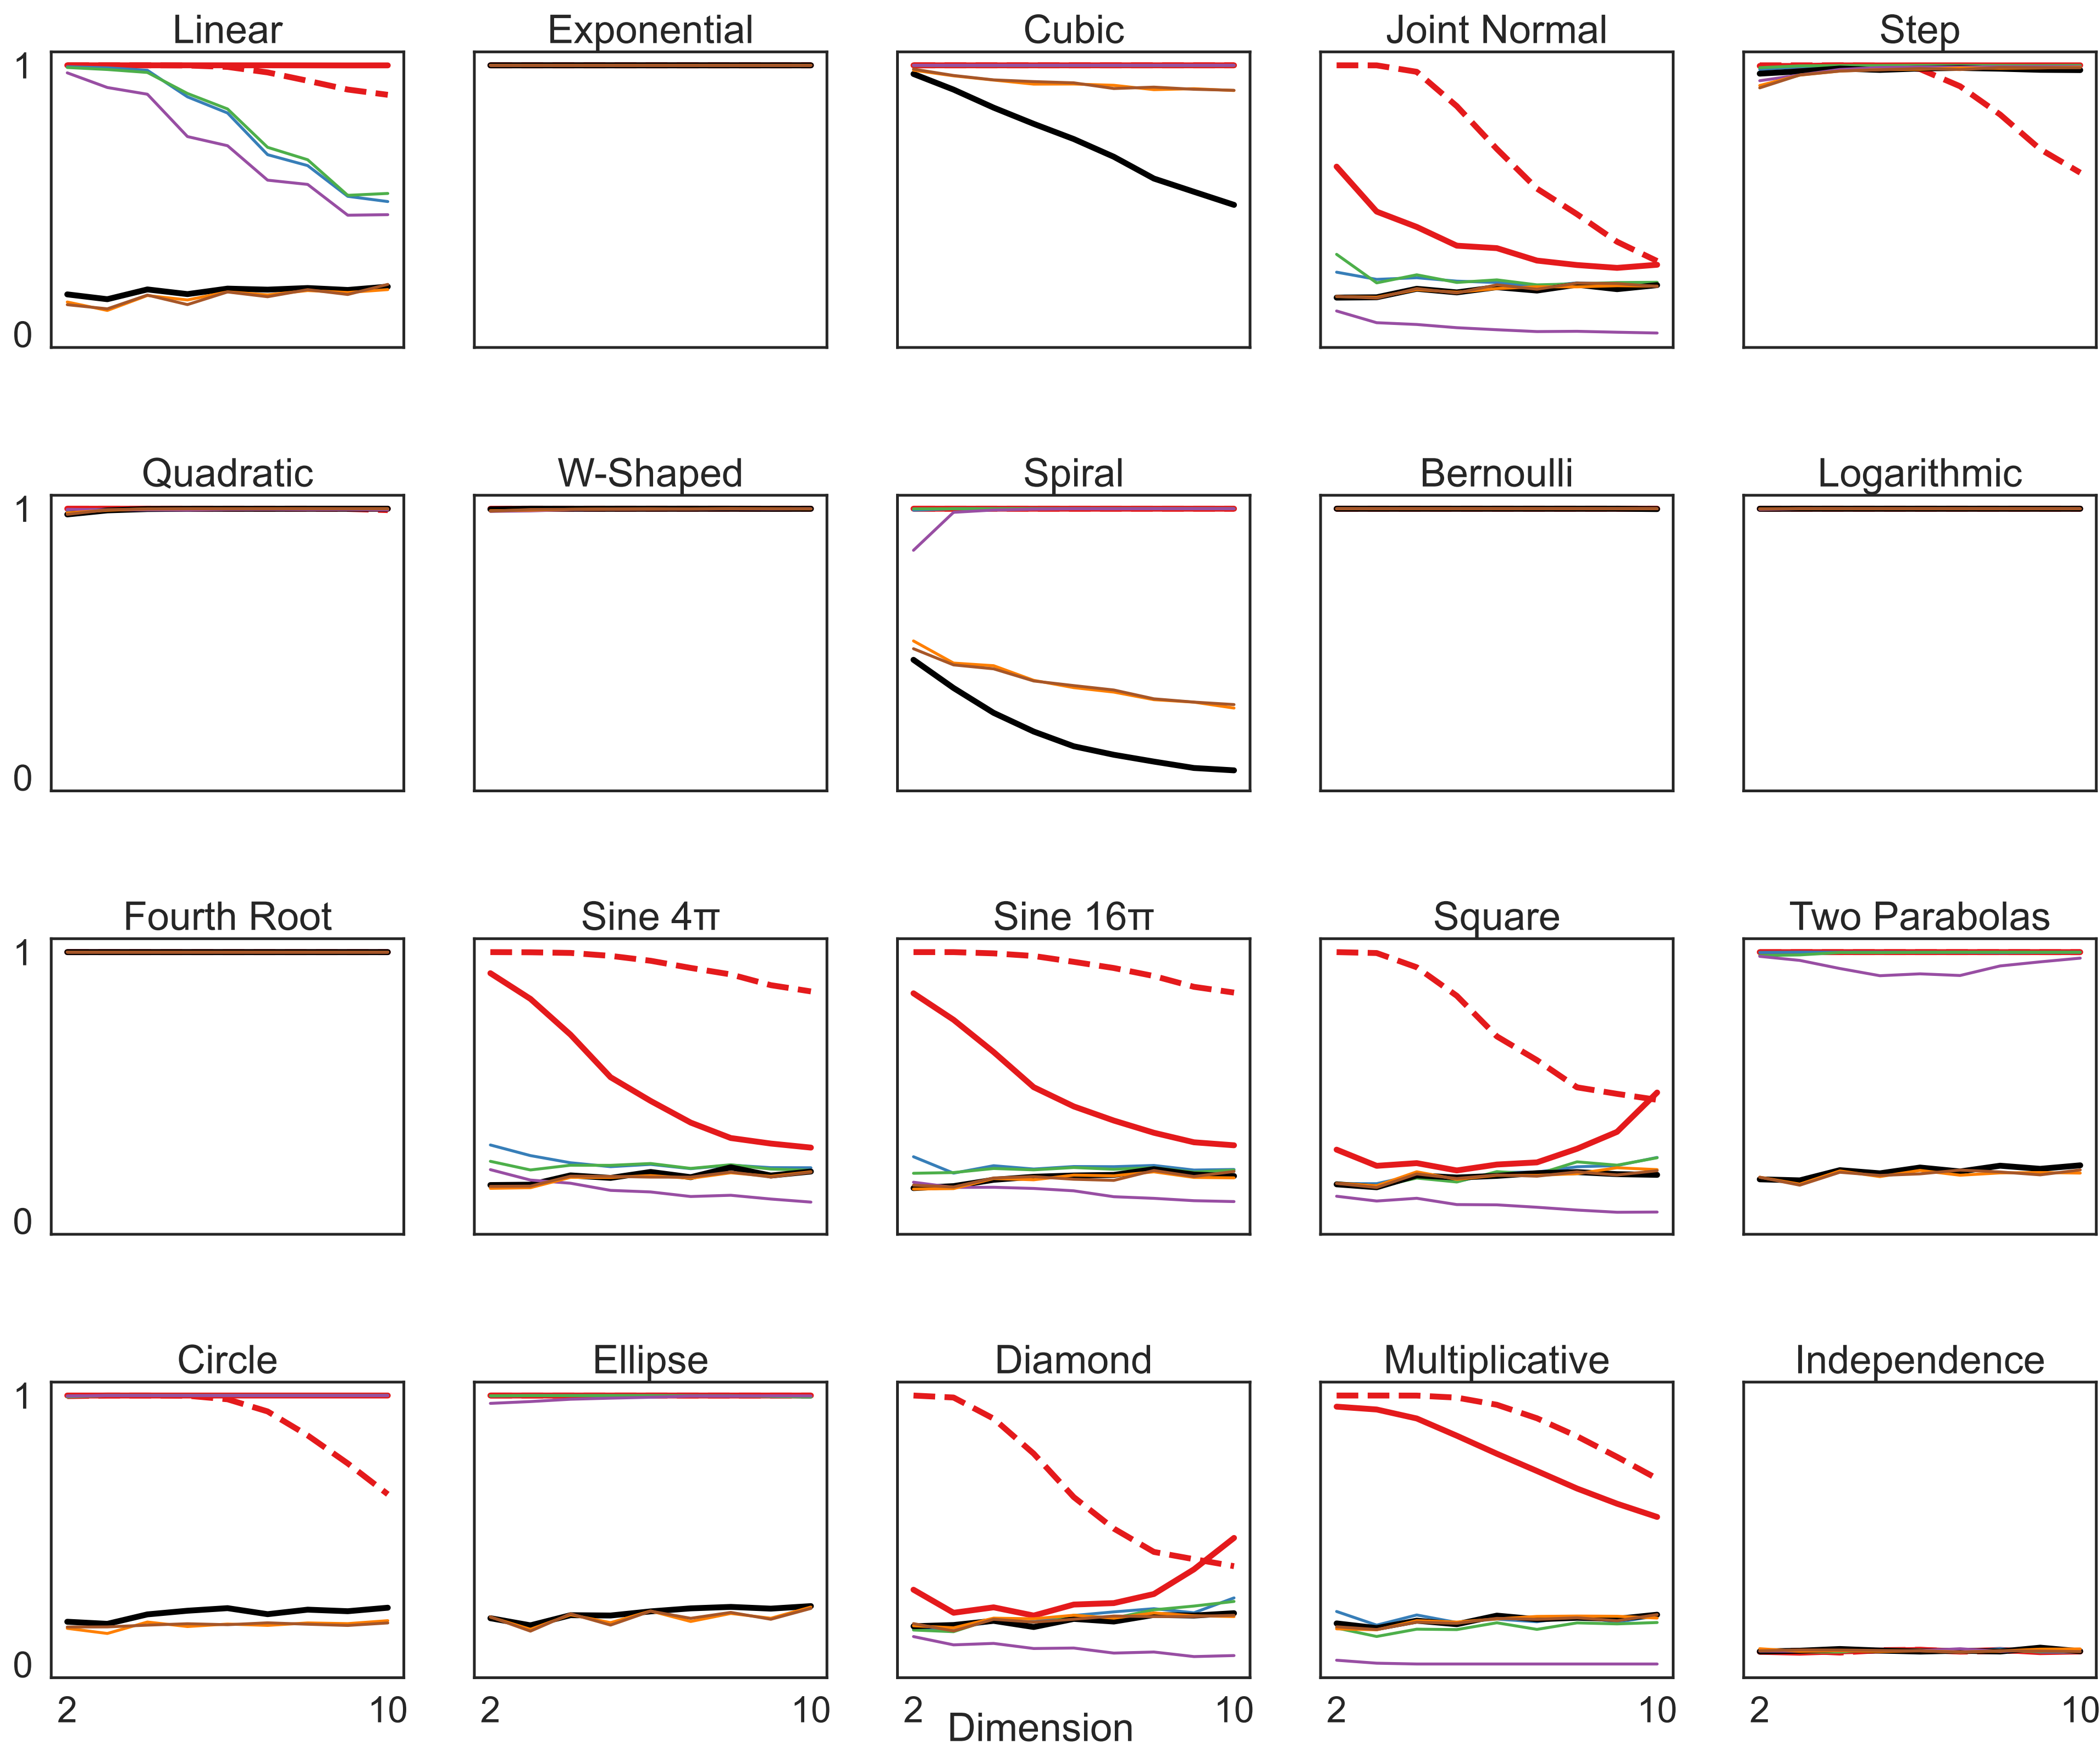 Linear Exponential Cubic Joint Normal Step
1
0
Quadratic W-Shaped Spiral Bernoulli Logarithmic
1
0
Fourth Root Sine 4π Sine 16π Square Two Parabolas
1
0
Circle Ellipse Diamond Multiplicative Independence
1
0
2 10 2 10 2 10 2 10 2 10
Dimension